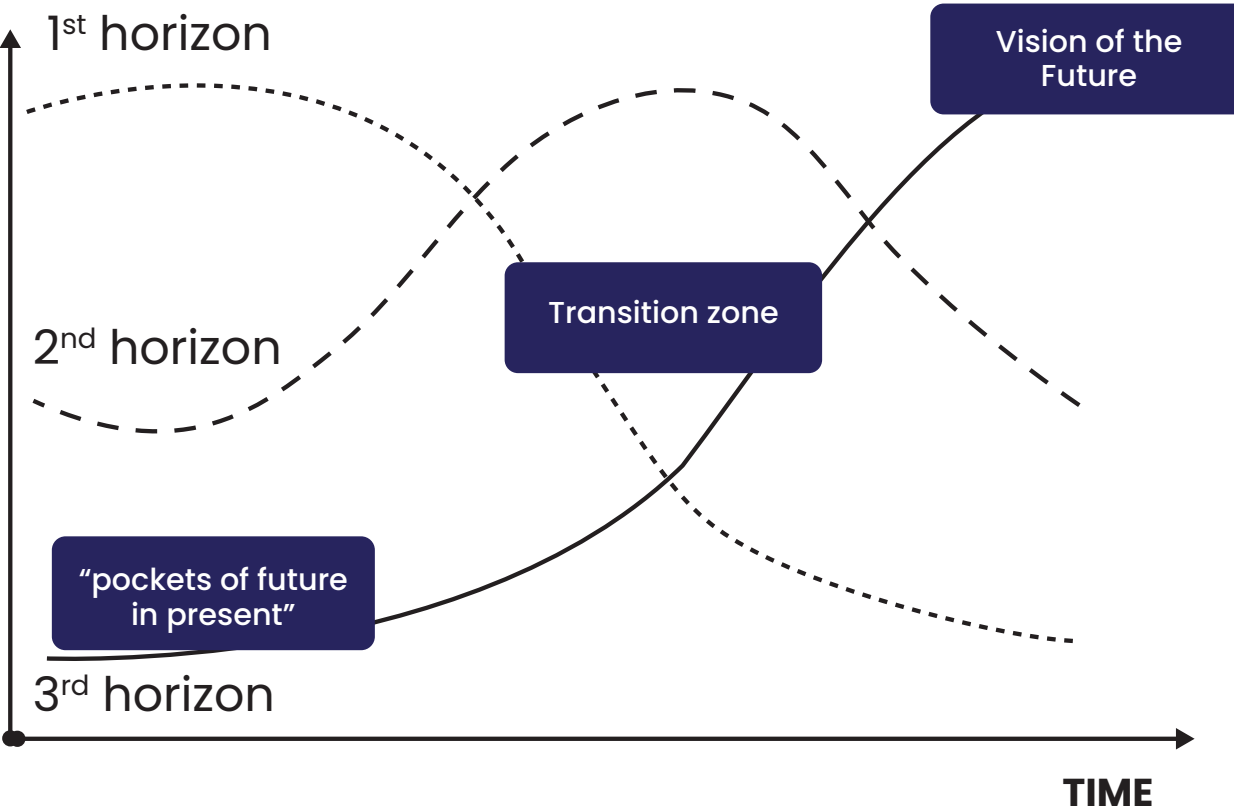 1st horizon
Vision of the
Future
Transition zone
2nd horizon
“pockets of future
in present”
3rd horizon
TIME